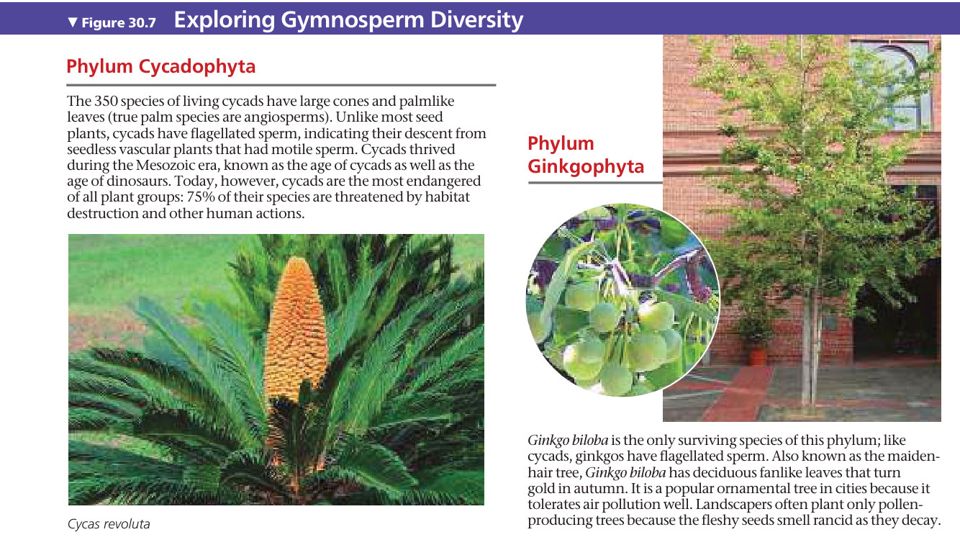 ▼ Figure 30.7 Exploring Gymnosperm Diversity
Phylum Cycadophyta
The 350 species of living cycads have large cones and palmlike
leaves (true palm species are angiosperms). Unlike most seed
plants, cycads have flagellated sperm, indicating their descent from
seedless vascular plants that had motile sperm. Cycads thrived
during the Mesozoic era, known as the age of cycads as well as the
age of dinosaurs. Today, however, cycads are the most endangered
of all plant groups: 75% of their species are threatened by habitat
destruction and other human actions.
Cycas revoluta
Phylum
Ginkgophyta
Ginkgo biloba is the only surviving species of this phylum; like
cycads, ginkgos have flagellated sperm. Also known as the maiden-
hair tree, Ginkgo biloba has deciduous fanlike leaves that turn
gold in autumn. It is a popular ornamental tree in cities because it
tolerates air pollution well. Landscapers often plant only pollen-
producing trees because the fleshy seeds smell rancid as they decay.